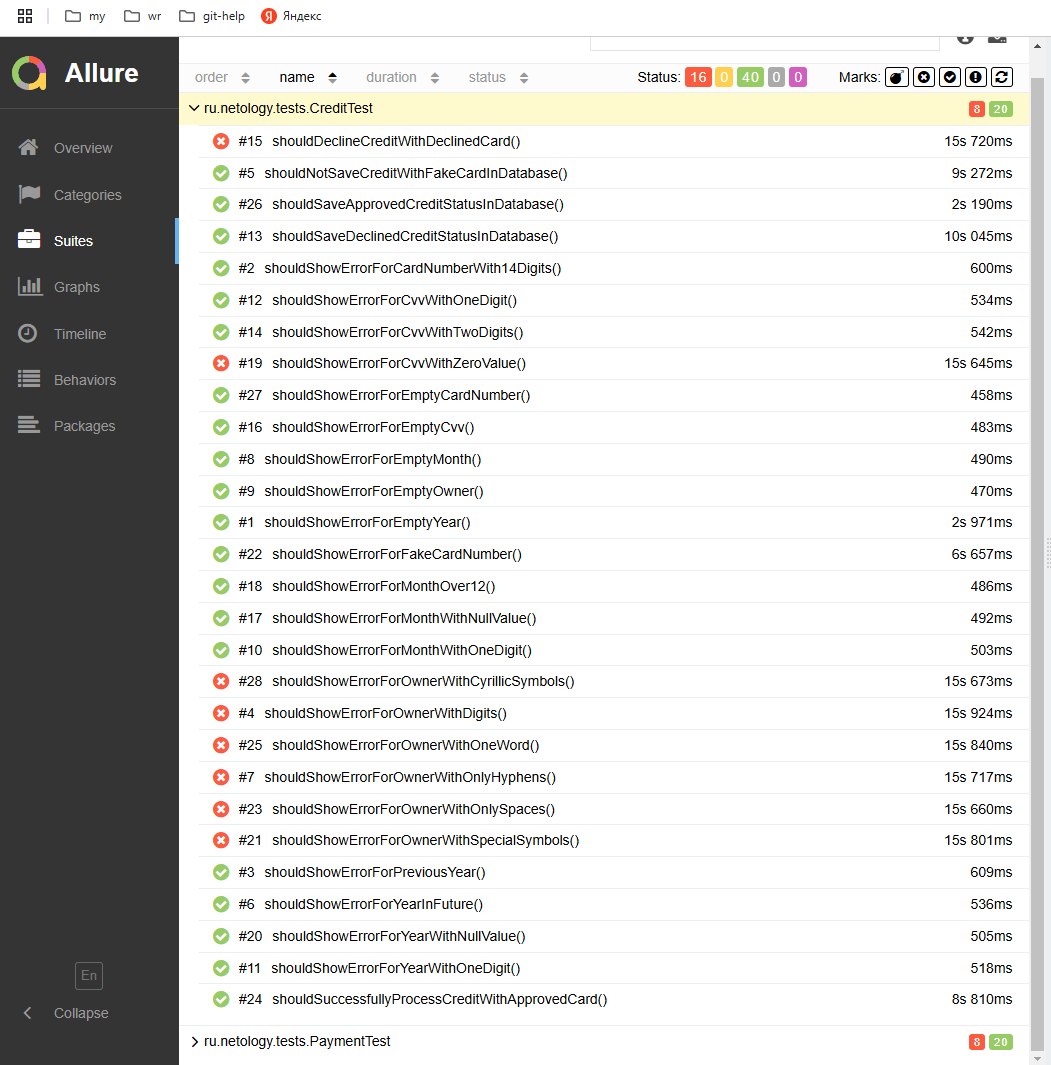 my wr git-help Я Яндекс
Allure
Overview
Categories
Suites
Graphs
Timeline
Behaviors
Packages
En
Collapse
order name duration status Status: 16 0 40 0 0 Marks:
ru.netology.tests.CreditTest 8 20
#15 shouldDeclineCreditWithDeclinedCard() 15s 720ms
#5 shouldNotSaveCreditWithFakeCardInDatabase() 9s 272ms
#26 shouldSaveApprovedCreditStatusInDatabase() 2s 190ms
#13 shouldSaveDeclinedCreditStatusInDatabase() 10s 045ms
#2 shouldShowErrorForCardNumberWith14Digits() 600ms
#12 shouldShowErrorForCvvWithOneDigit() 534ms
#14 shouldShowErrorForCvvWithTwoDigits() 542ms
#19 shouldShowErrorForCvvWithZeroValue() 15s 645ms
#27 shouldShowErrorForEmptyCardNumber() 458ms
#16 shouldShowErrorForEmptyCvv() 483ms
#8 shouldShowErrorForEmptyMonth() 490ms
#9 shouldShowErrorForEmptyOwner() 470ms
#1 shouldShowErrorForEmptyYear() 2s 971ms
#22 shouldShowErrorForFakeCardNumber() 6s 657ms
#18 shouldShowErrorForMonthOver12() 486ms
#17 shouldShowErrorForMonthWithNullValue() 492ms
#10 shouldShowErrorForMonthWithOneDigit() 503ms
#28 shouldShowErrorForOwnerWithCyrillicSymbols() 15s 673ms
#4 shouldShowErrorForOwnerWithDigits() 15s 924ms
#25 shouldShowErrorForOwnerWithOneWord() 15s 840ms
#7 shouldShowErrorForOwnerWithOnlyHyphens() 15s 717ms
#23 shouldShowErrorForOwnerWithOnlySpaces() 15s 660ms
#21 shouldShowErrorForOwnerWithSpecialSymbols() 15s 801ms
#3 shouldShowErrorForPreviousYear() 609ms
#6 shouldShowErrorForYearInFuture() 536ms
#20 shouldShowErrorForYearWithNullValue() 505ms
#11 shouldShowErrorForYearWithOneDigit() 518ms
#24 shouldSuccessfullyProcessCreditWithApprovedCard() 8s 810ms
ru.netology.tests.PaymentTest 8 20